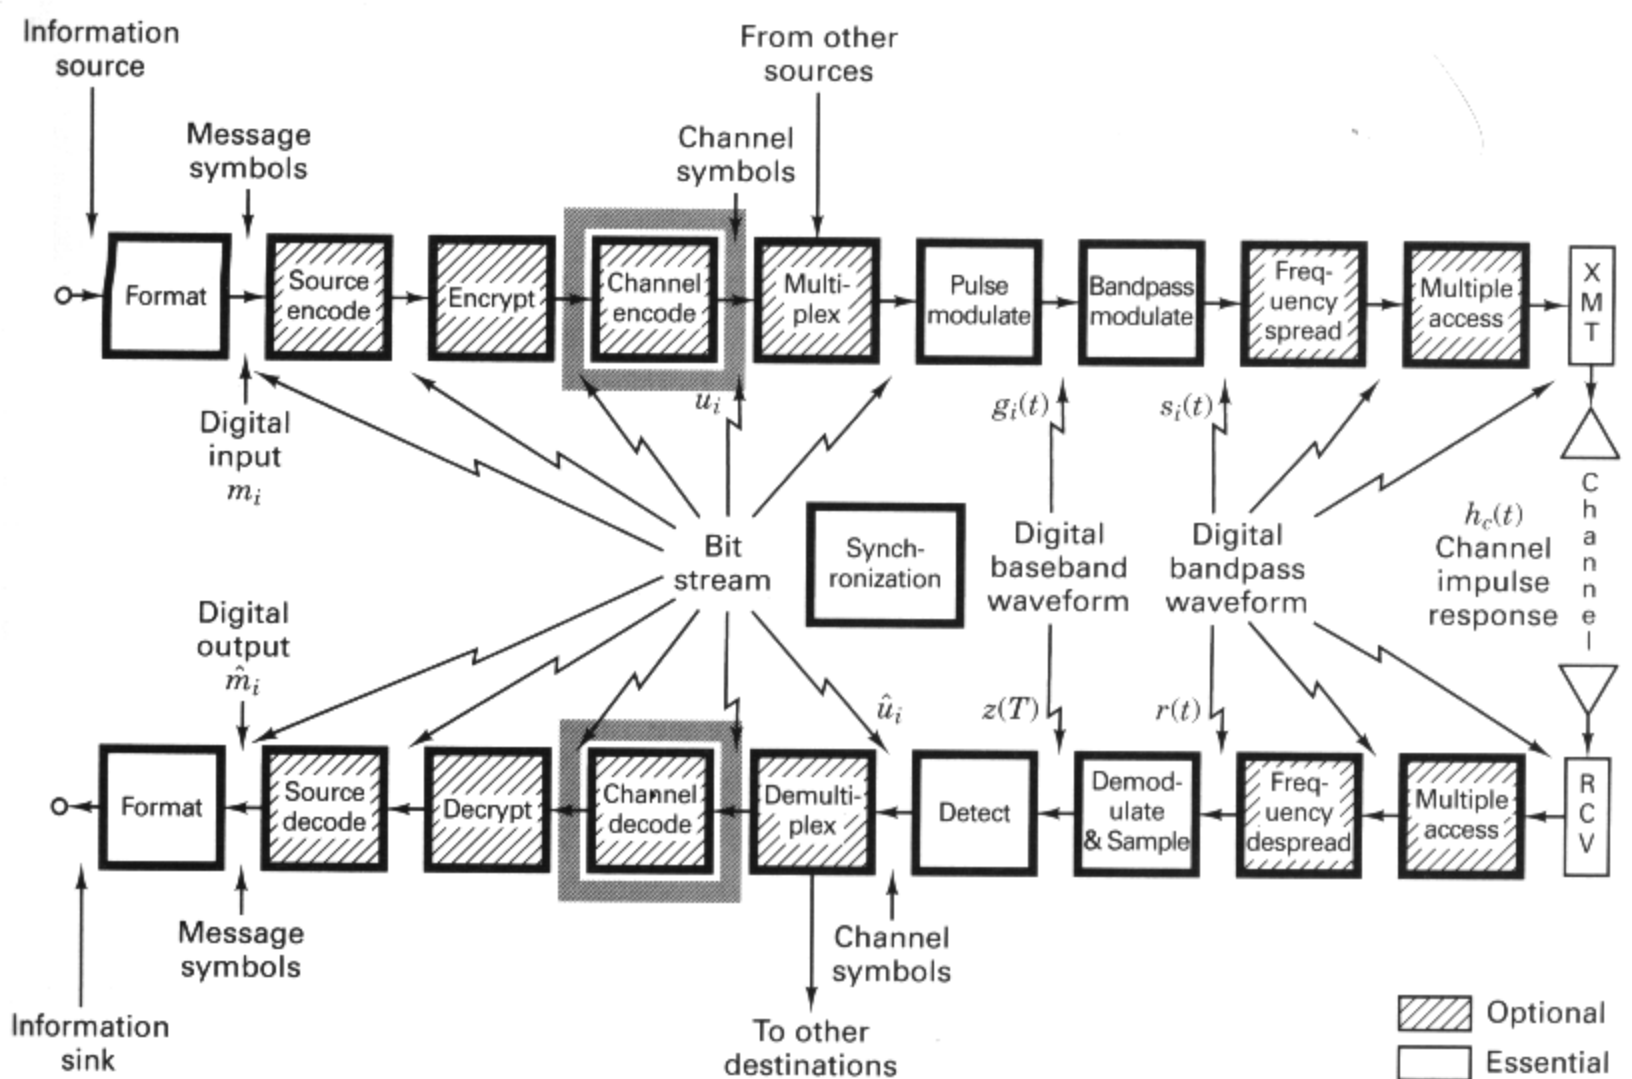 Information
source
From other
sources
Message
symbols
Channel
symbols
Format
Source
encode
Encrypt
Channel
encode
Multi-
plex
Pulse
modulate
Bandpass
modulate
Freq-
uency
spread
Multiple
access
X
M
T
Digital
input
m_i
u_i
g_i(t)
s_i(t)
Bit
stream
Synch-
ronization
Digital
baseband
waveform
Digital
bandpass
waveform
h_c(t)
Channel
impulse
response
C
h
a
n
n
e
l
Digital
output
m̂_i
û_i
z(T)
r(t)
Format
Source
decode
Decrypt
Channel
decode
Demulti-
plex
Detect
Demod-
ulate
& Sample
Freq-
uency
despread
Multiple
access
R
C
V
Message
symbols
Channel
symbols
Information
sink
To other
destinations
Optional
Essential